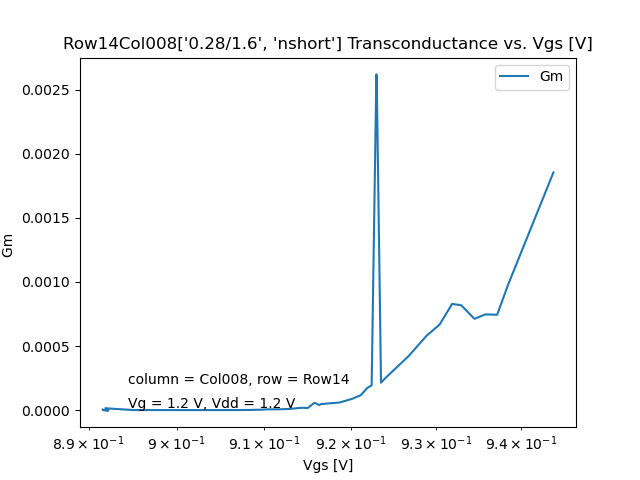 Row14Col008['0.28/1.6', 'nshort'] Transconductance vs. Vgs [V]
Gm
0.0025
0.0020
0.0015
0.0010
0.0005
0.0000
Gm
column = Col008, row = Row14
Vg = 1.2 V, Vdd = 1.2 V
8.9 × 10⁻¹ 9 × 10⁻¹ 9.1 × 10⁻¹ 9.2 × 10⁻¹ 9.3 × 10⁻¹ 9.4 × 10⁻¹
Vgs [V]